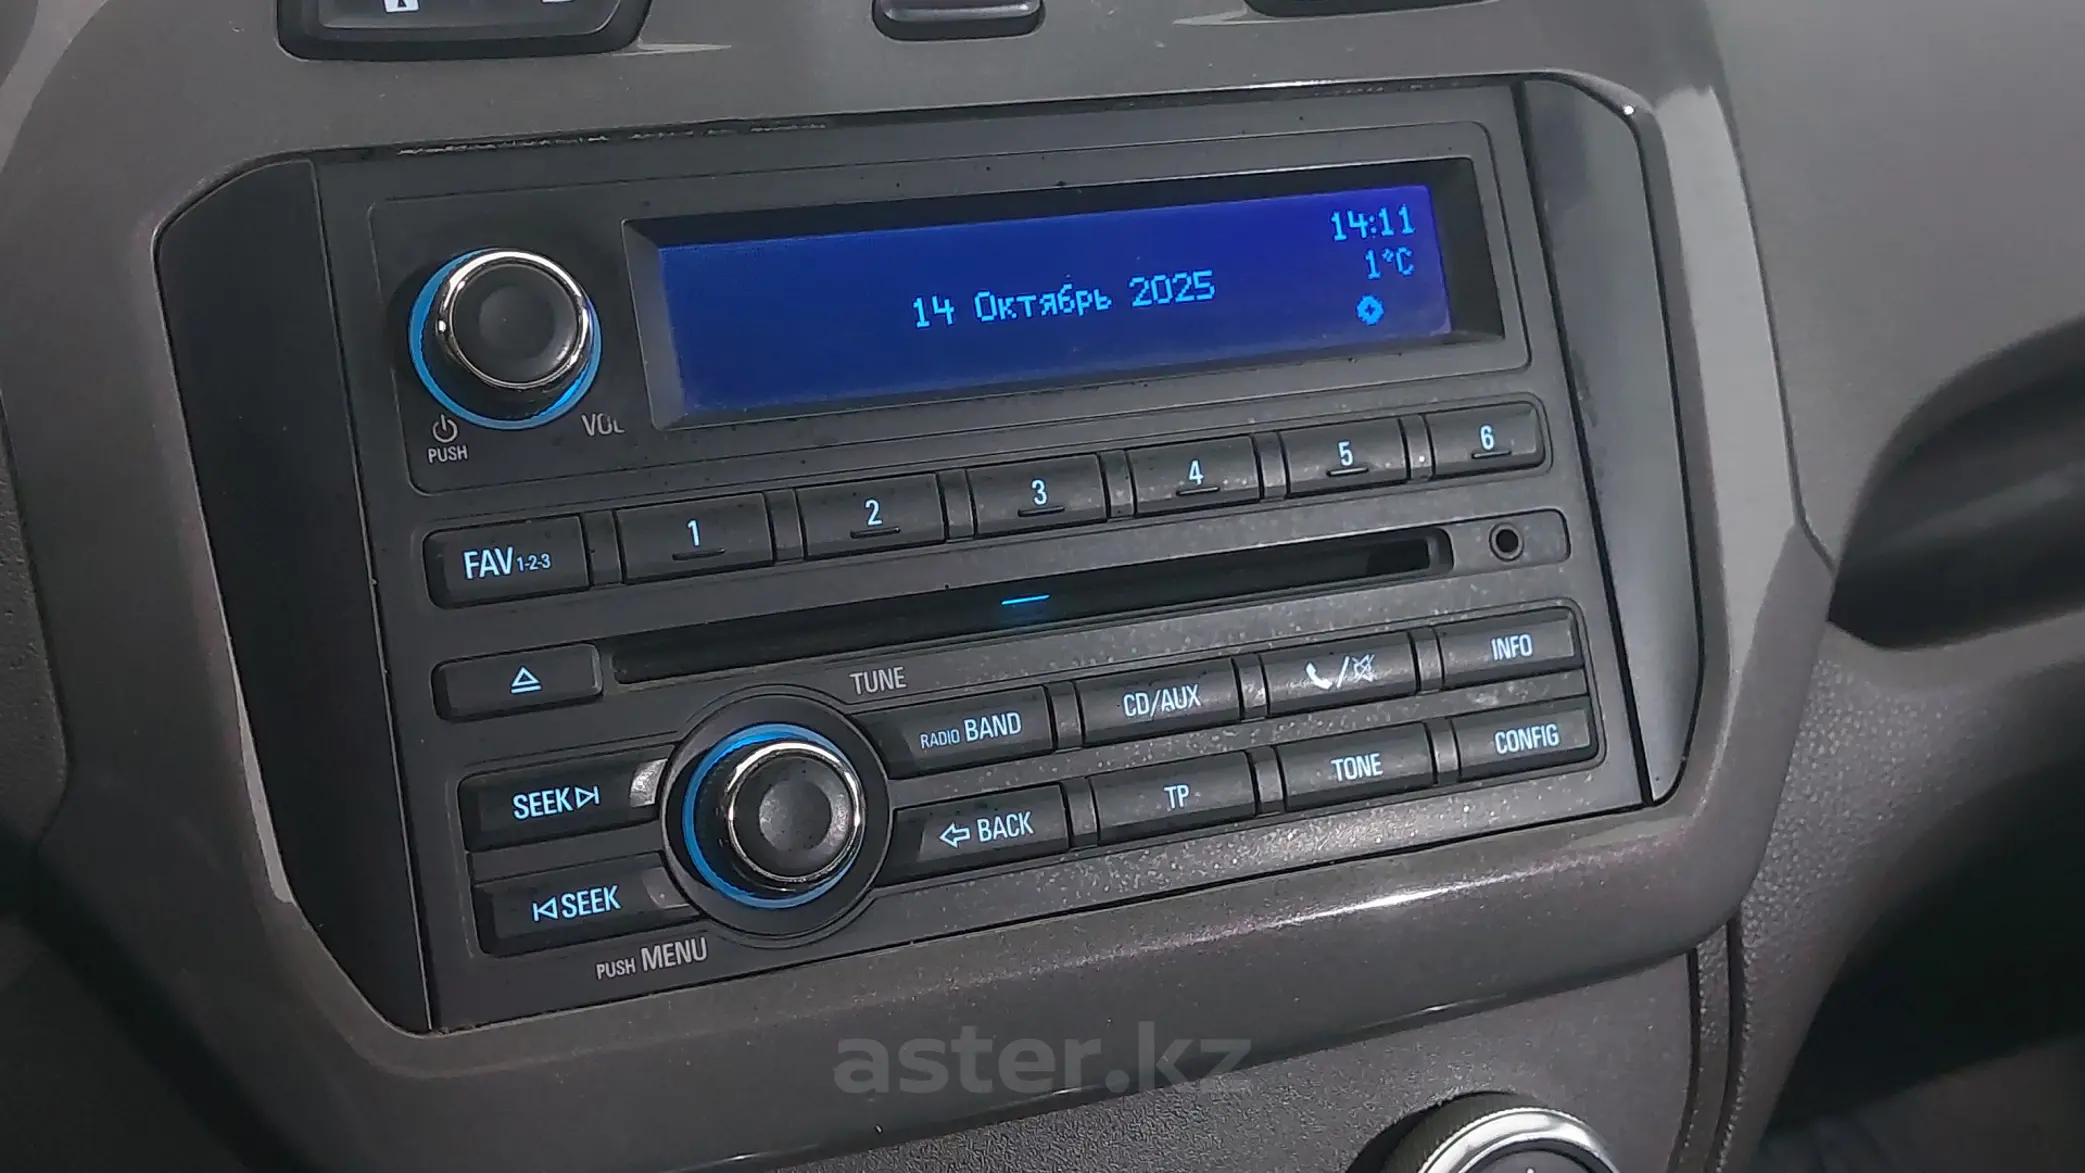 14:11
1°C
14 Октябрь 2025
VOL
PUSH
FAV 1-2-3
1 2 3 4 5 6
TUNE
RADIO BAND
CD/AUX
INFO
SEEK
BACK
TP
TONE
CONFIG
SEEK
PUSH MENU
aster.kz